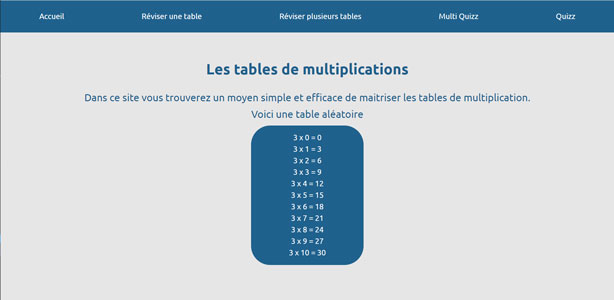 Accueil Réviser une table Réviser plusieurs tables Multi Quizz Quizz
Les tables de multiplications
Dans ce site vous trouverez un moyen simple et efficace de maitriser les tables de multiplication.
Voici une table aléatoire
3 x 0 = 0
3 x 1 = 3
3 x 2 = 6
3 x 3 = 9
3 x 4 = 12
3 x 5 = 15
3 x 6 = 18
3 x 7 = 21
3 x 8 = 24
3 x 9 = 27
3 x 10 = 30